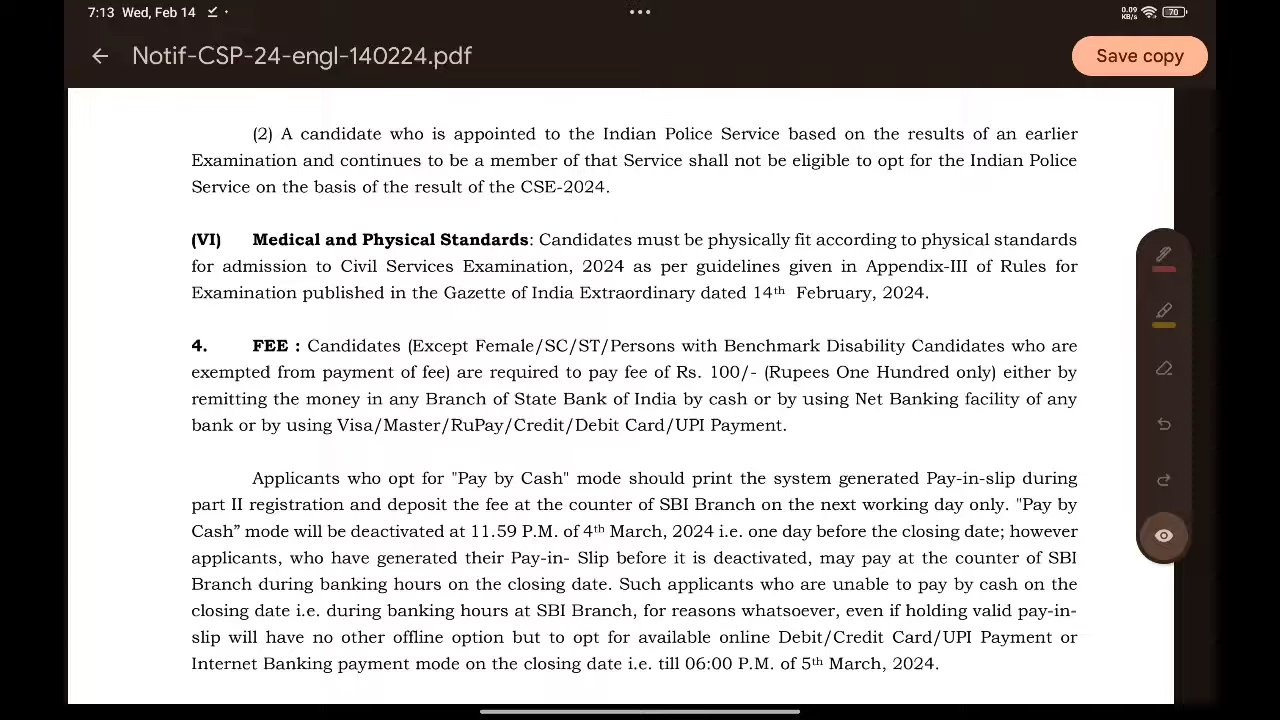 7:13 Wed, Feb 14
0.09 KB/s 70
Notif-CSP-24-engl-140224.pdf
Save copy
(2) A candidate who is appointed to the Indian Police Service based on the results of an earlier
Examination and continues to be a member of that Service shall not be eligible to opt for the Indian Police
Service on the basis of the result of the CSE-2024.
(VI) Medical and Physical Standards: Candidates must be physically fit according to physical standards
for admission to Civil Services Examination, 2024 as per guidelines given in Appendix-III of Rules for
Examination published in the Gazette of India Extraordinary dated 14th February, 2024.
4. FEE : Candidates (Except Female/SC/ST/Persons with Benchmark Disability Candidates who are
exempted from payment of fee) are required to pay fee of Rs. 100/- (Rupees One Hundred only) either by
remitting the money in any Branch of State Bank of India by cash or by using Net Banking facility of any
bank or by using Visa/Master/RuPay/Credit/Debit Card/UPI Payment.
Applicants who opt for "Pay by Cash" mode should print the system generated Pay-in-slip during
part II registration and deposit the fee at the counter of SBI Branch on the next working day only. "Pay by
Cash” mode will be deactivated at 11.59 P.M. of 4th March, 2024 i.e. one day before the closing date; however
applicants, who have generated their Pay-in- Slip before it is deactivated, may pay at the counter of SBI
Branch during banking hours on the closing date. Such applicants who are unable to pay by cash on the
closing date i.e. during banking hours at SBI Branch, for reasons whatsoever, even if holding valid pay-in-
slip will have no other offline option but to opt for available online Debit/Credit Card/UPI Payment or
Internet Banking payment mode on the closing date i.e. till 06:00 P.M. of 5th March, 2024.